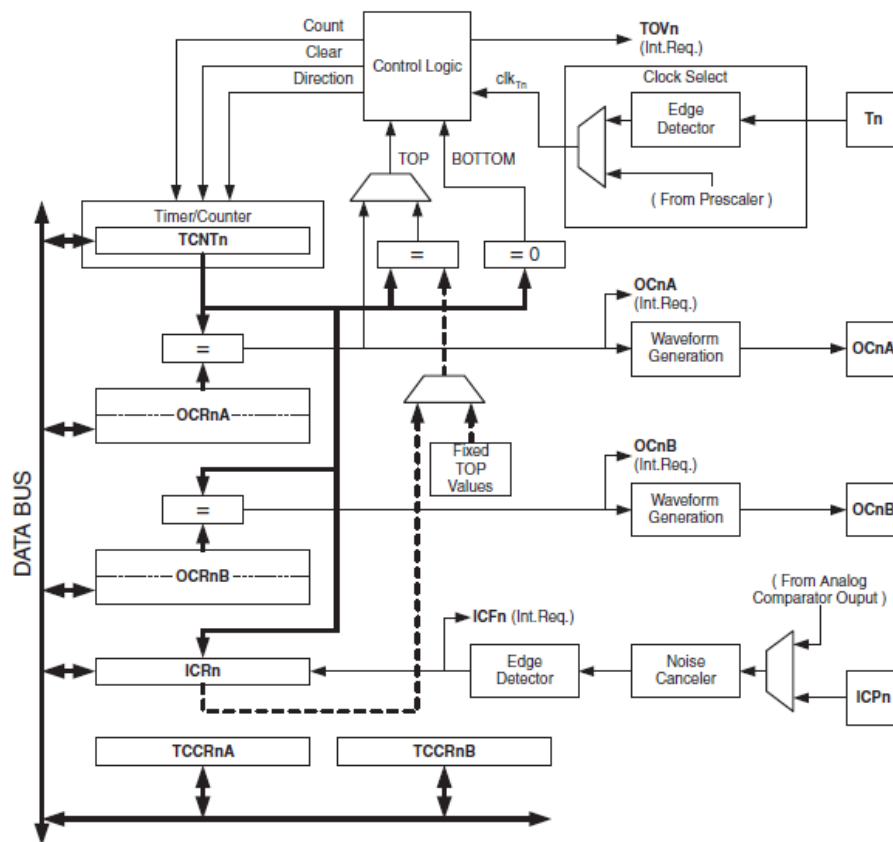 Count
Clear
Direction
Control Logic
TOVn
(Int.Req.)
clkTn
Clock Select
Edge
Detector
Tn
( From Prescaler )
TOP
BOTTOM
Timer/Counter
TCNTn
=
= 0
=
OCnA
(Int.Req.)
Waveform
Generation
OCnA
OCRnA
Fixed
TOP
Values
OCnB
(Int.Req.)
=
Waveform
Generation
OCnB
DATA BUS
OCRnB
( From Analog
Comparator Ouput )
ICFn (Int.Req.)
ICRn
Edge
Detector
Noise
Canceler
ICPn
TCCRnA
TCCRnB